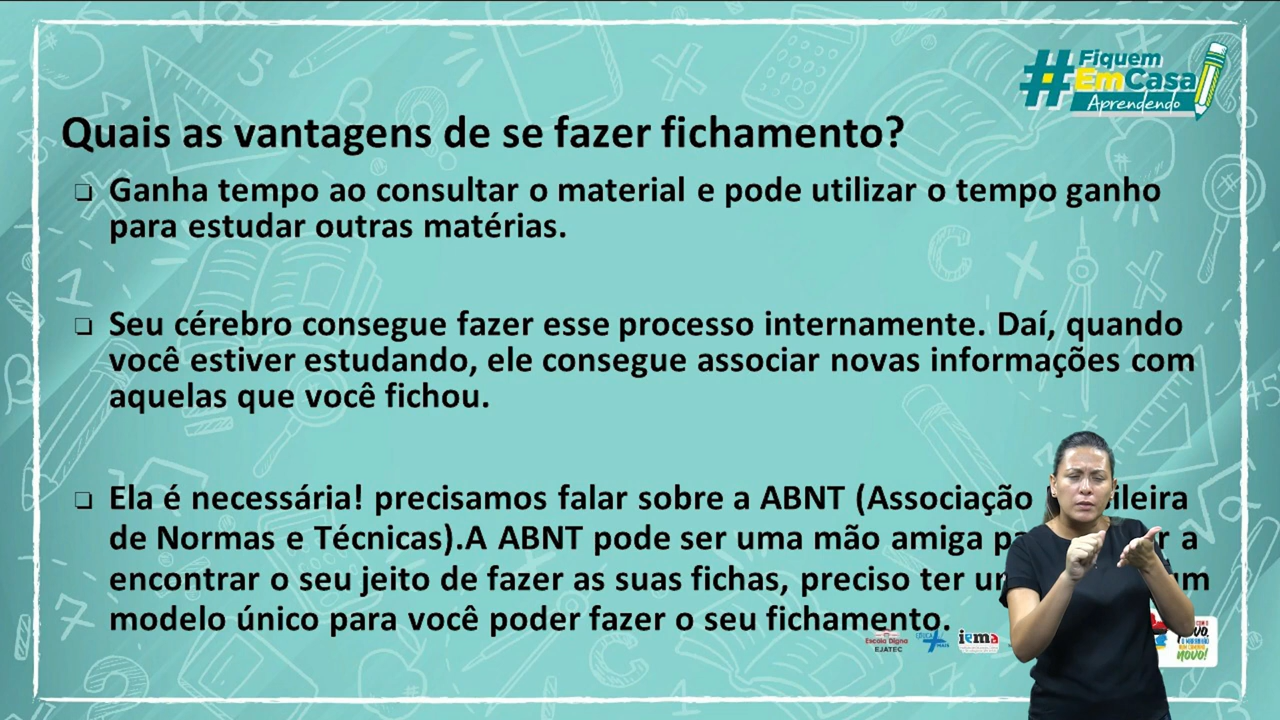 #Fiquem
EmCasa
Aprendendo
Quais as vantagens de se fazer fichamento?
❑ Ganha tempo ao consultar o material e pode utilizar o tempo ganho
para estudar outras matérias.
❑ Seu cérebro consegue fazer esse processo internamente. Daí, quando
você estiver estudando, ele consegue associar novas informações com
aquelas que você fichou.
❑ Ela é necessária! precisamos falar sobre a ABNT (Associação
de Normas e Técnicas).A ABNT pode ser uma mão amiga a
encontrar o seu jeito de fazer as suas fichas, preciso ter
modelo único para você poder fazer o seu fichamento.
Escola Digna
EJATEC
iema
NOVO!